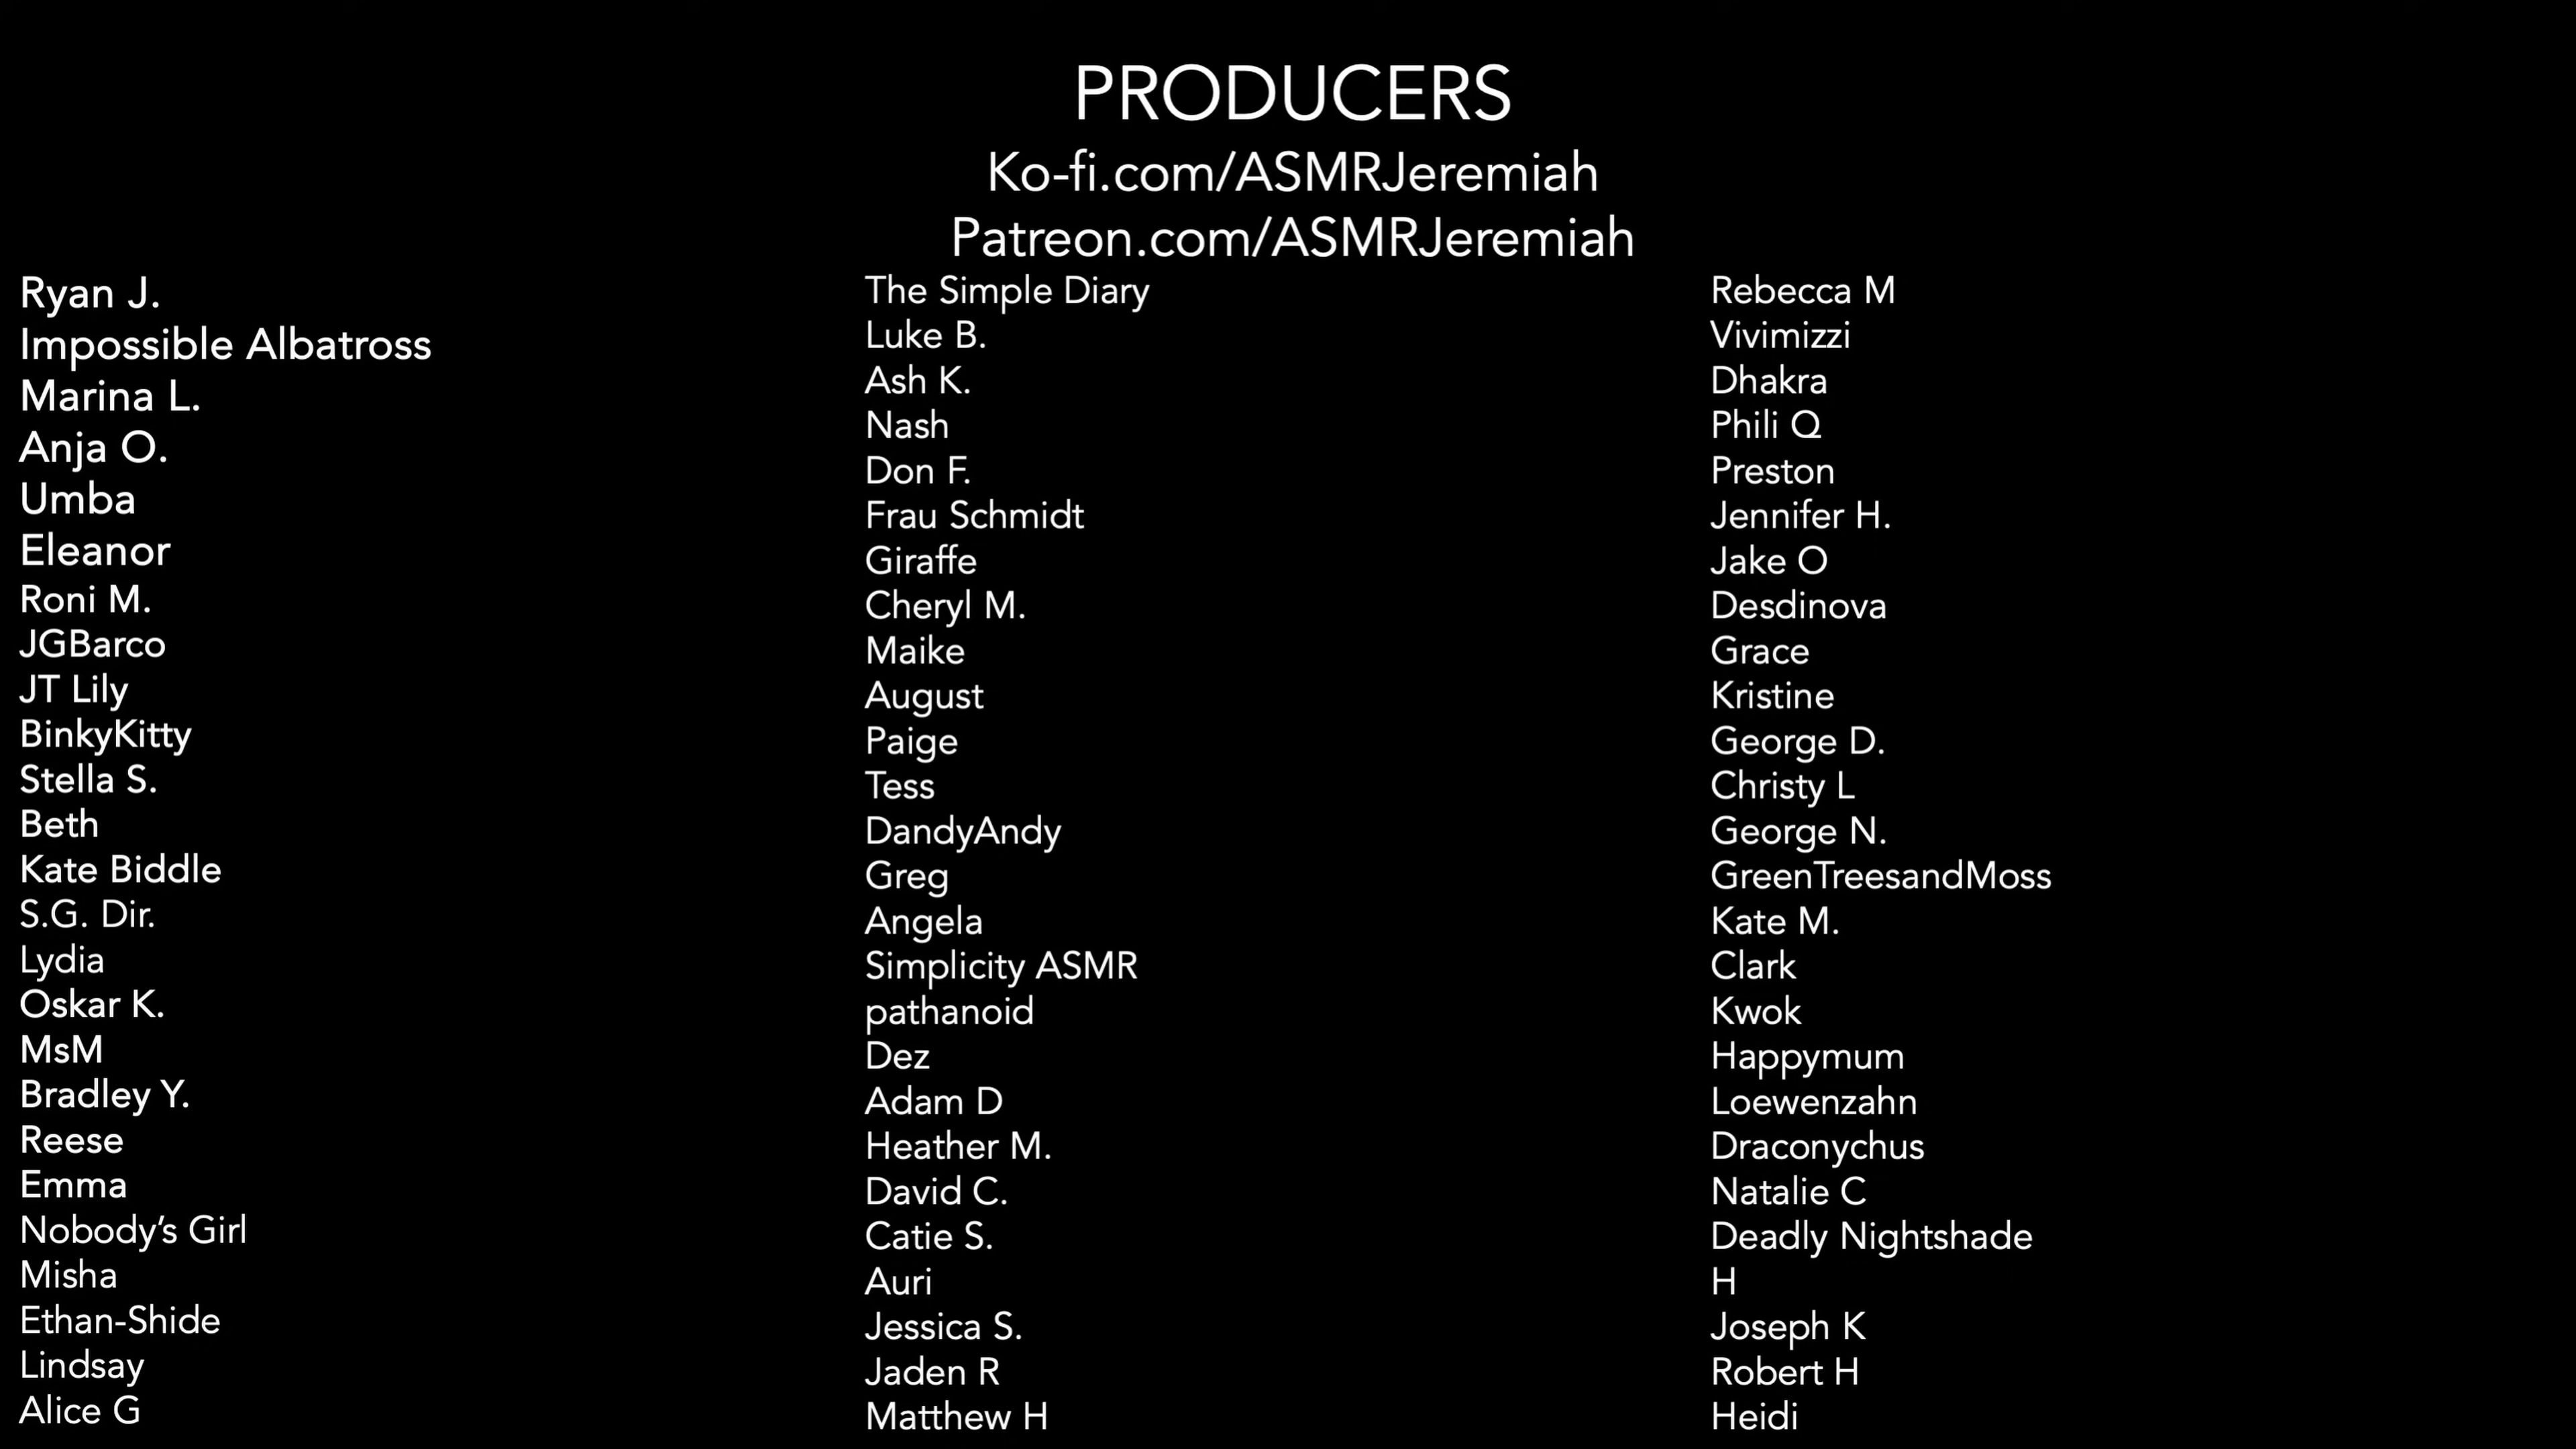 PRODUCERS
Ko-fi.com/ASMRJeremiah
Patreon.com/ASMRJeremiah
Ryan J.
Impossible Albatross
Marina L.
Anja O.
Umba
Eleanor
Roni M.
JGBarco
JT Lily
BinkyKitty
Stella S.
Beth
Kate Biddle
S.G. Dir.
Lydia
Oskar K.
MsM
Bradley Y.
Reese
Emma
Nobody’s Girl
Misha
Ethan-Shide
Lindsay
Alice G
The Simple Diary
Luke B.
Ash K.
Nash
Don F.
Frau Schmidt
Giraffe
Cheryl M.
Maike
August
Paige
Tess
DandyAndy
Greg
Angela
Simplicity ASMR
pathanoid
Dez
Adam D
Heather M.
David C.
Catie S.
Auri
Jessica S.
Jaden R
Matthew H
Rebecca M
Vivimizzi
Dhakra
Phili Q
Preston
Jennifer H.
Jake O
Desdinova
Grace
Kristine
George D.
Christy L
George N.
GreenTreesandMoss
Kate M.
Clark
Kwok
Happymum
Loewenzahn
Draconychus
Natalie C
Deadly Nightshade
H
Joseph K
Robert H
Heidi